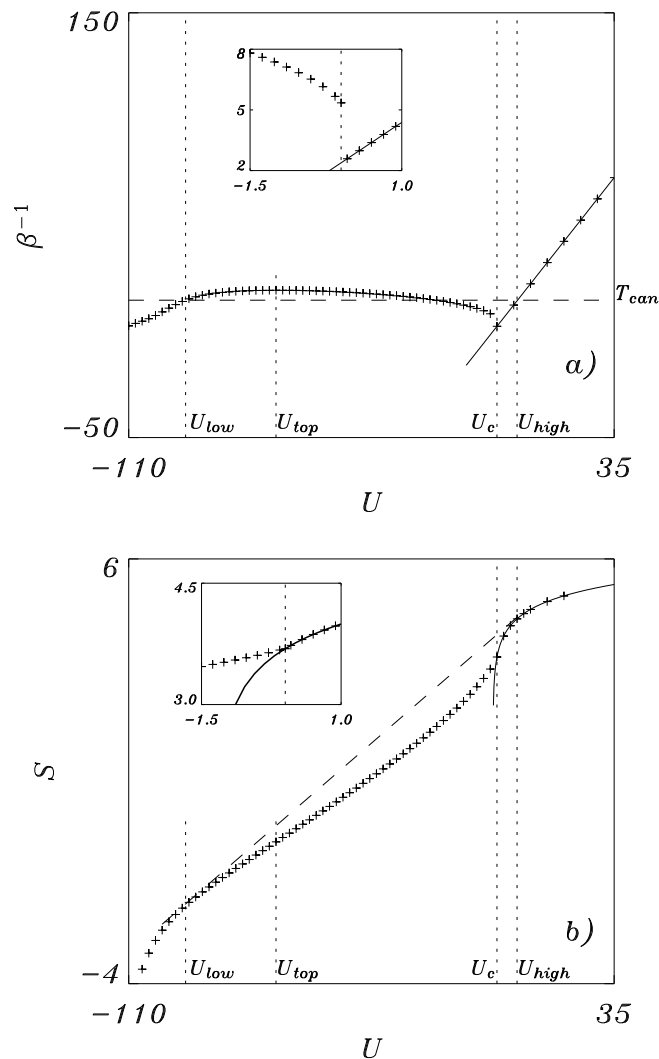 150
8
5
2
-1.5 1.0
β⁻¹
T_can
a)
-50
U_low U_top U_c U_high
-110 35
U
6
4.5
3.0
-1.5 1.0
S
b)
-4
U_low U_top U_c U_high
-110 35
U